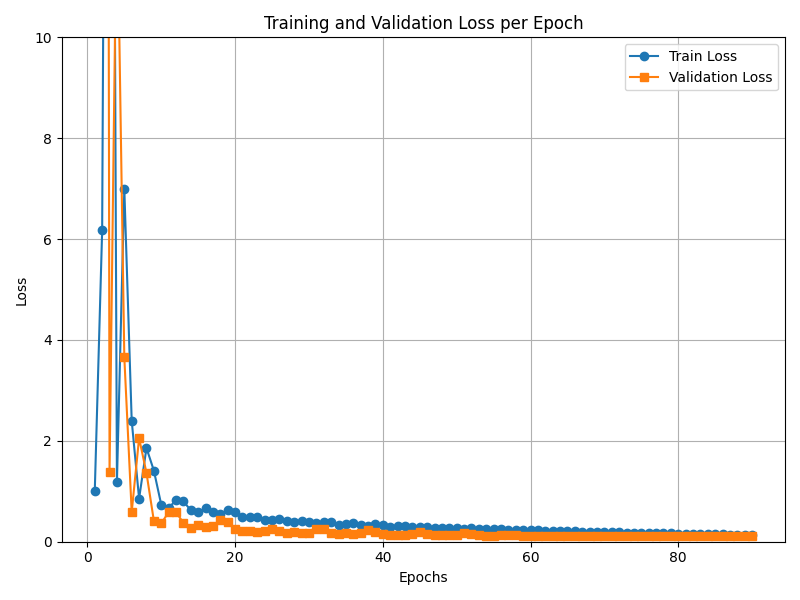 Training and Validation Loss per Epoch
Train Loss
Validation Loss
Loss
10
8
6
4
2
0
0 20 40 60 80
Epochs